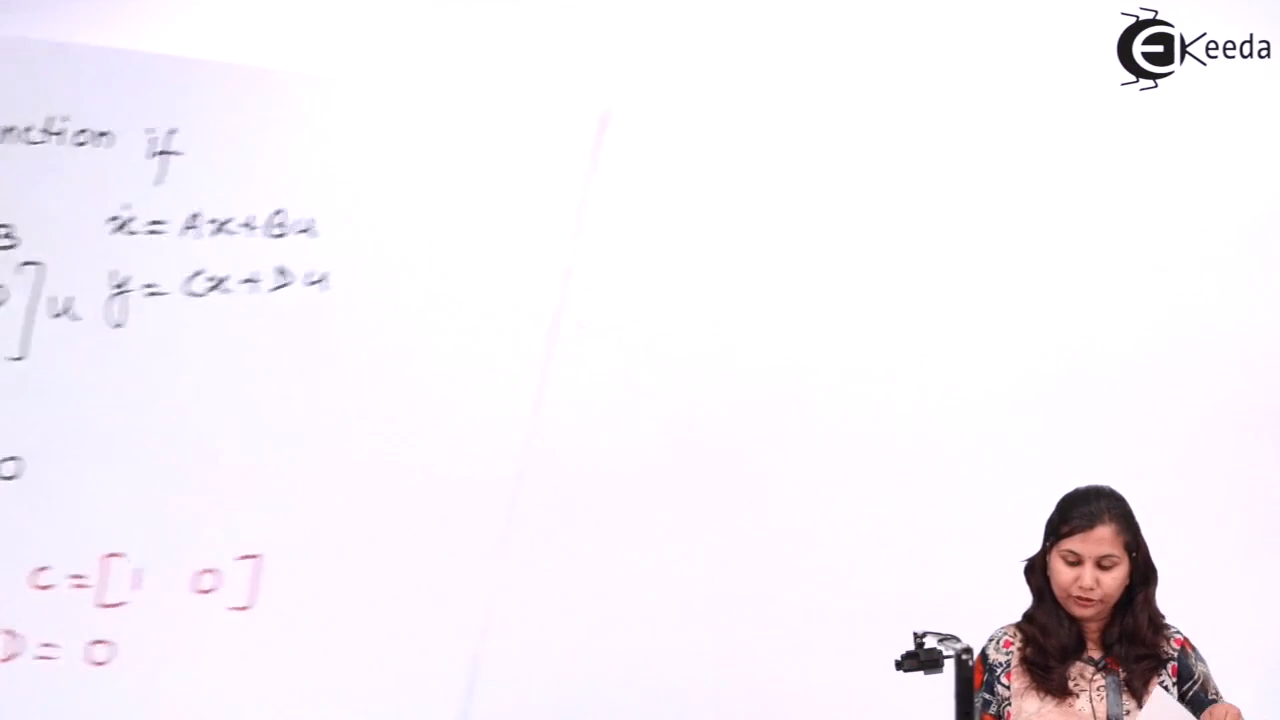 Keeda
nction if
B ẋ = Ax + Bu
]u y = Cx + Du
0
C = [1 0]
D = 0